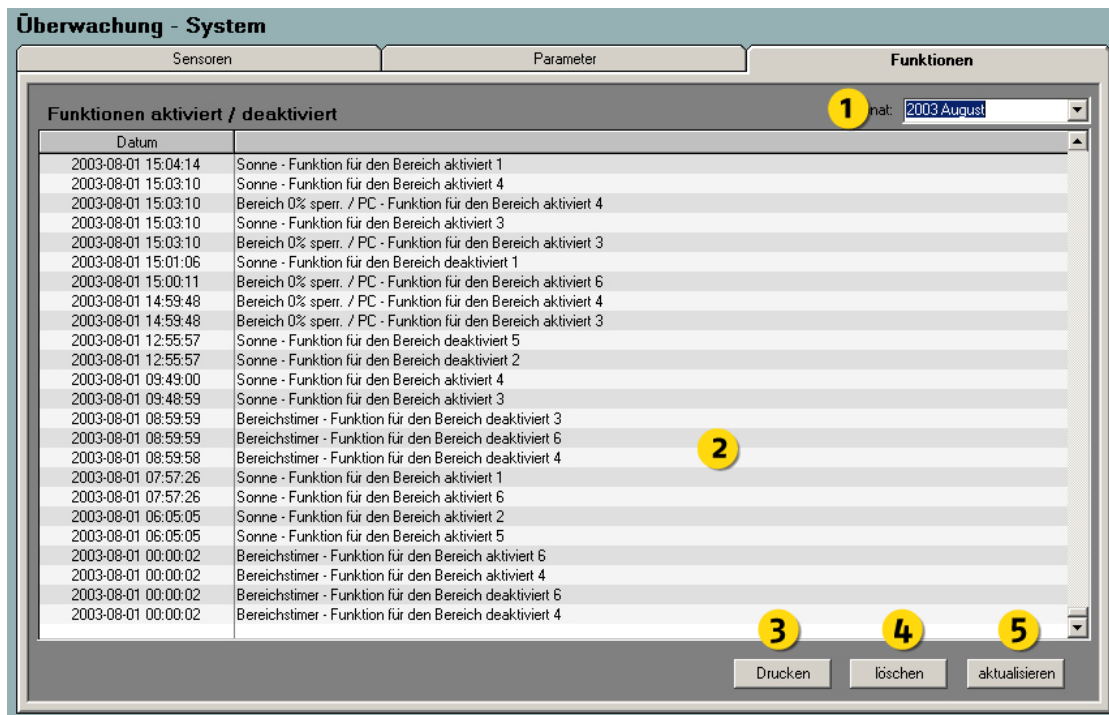 Überwachung - System
Sensoren Parameter Funktionen
Funktionen aktiviert / deaktiviert 1 nat: 2003 August
Datum
2003-08-01 15:04:14 Sonne - Funktion für den Bereich aktiviert 1
2003-08-01 15:03:10 Sonne - Funktion für den Bereich aktiviert 4
2003-08-01 15:03:10 Bereich 0% sperr. / PC - Funktion für den Bereich aktiviert 4
2003-08-01 15:03:10 Sonne - Funktion für den Bereich aktiviert 3
2003-08-01 15:03:10 Bereich 0% sperr. / PC - Funktion für den Bereich aktiviert 3
2003-08-01 15:01:06 Sonne - Funktion für den Bereich deaktiviert 1
2003-08-01 15:00:11 Bereich 0% sperr. / PC - Funktion für den Bereich aktiviert 6
2003-08-01 14:59:48 Bereich 0% sperr. / PC - Funktion für den Bereich aktiviert 4
2003-08-01 14:59:48 Bereich 0% sperr. / PC - Funktion für den Bereich aktiviert 3
2003-08-01 12:55:57 Sonne - Funktion für den Bereich deaktiviert 5
2003-08-01 12:55:57 Sonne - Funktion für den Bereich deaktiviert 2
2003-08-01 09:49:00 Sonne - Funktion für den Bereich aktiviert 4
2003-08-01 09:48:59 Sonne - Funktion für den Bereich aktiviert 3
2003-08-01 08:59:59 Bereichstimer - Funktion für den Bereich deaktiviert 3
2003-08-01 08:59:59 Bereichstimer - Funktion für den Bereich deaktiviert 6
2003-08-01 08:59:58 Bereichstimer - Funktion für den Bereich deaktiviert 4
2
2003-08-01 07:57:26 Sonne - Funktion für den Bereich aktiviert 1
2003-08-01 07:57:26 Sonne - Funktion für den Bereich aktiviert 6
2003-08-01 06:05:05 Sonne - Funktion für den Bereich aktiviert 2
2003-08-01 06:05:05 Sonne - Funktion für den Bereich aktiviert 5
2003-08-01 00:00:02 Bereichstimer - Funktion für den Bereich aktiviert 6
2003-08-01 00:00:02 Bereichstimer - Funktion für den Bereich aktiviert 4
2003-08-01 00:00:02 Bereichstimer - Funktion für den Bereich deaktiviert 6
2003-08-01 00:00:02 Bereichstimer - Funktion für den Bereich deaktiviert 4
3 4 5
Drucken löschen aktualisieren